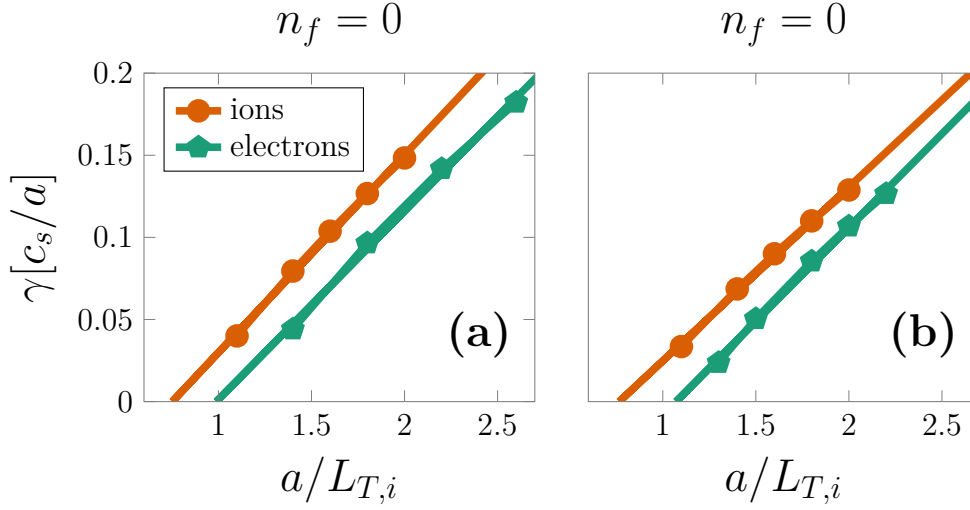 n_f = 0
n_f = 0
0.2
0.15
0.1
0.05
0
γ[c_s/a]
ions
electrons
(a)
(b)
1 1.5 2 2.5
1 1.5 2 2.5
a/L_{T,i}
a/L_{T,i}